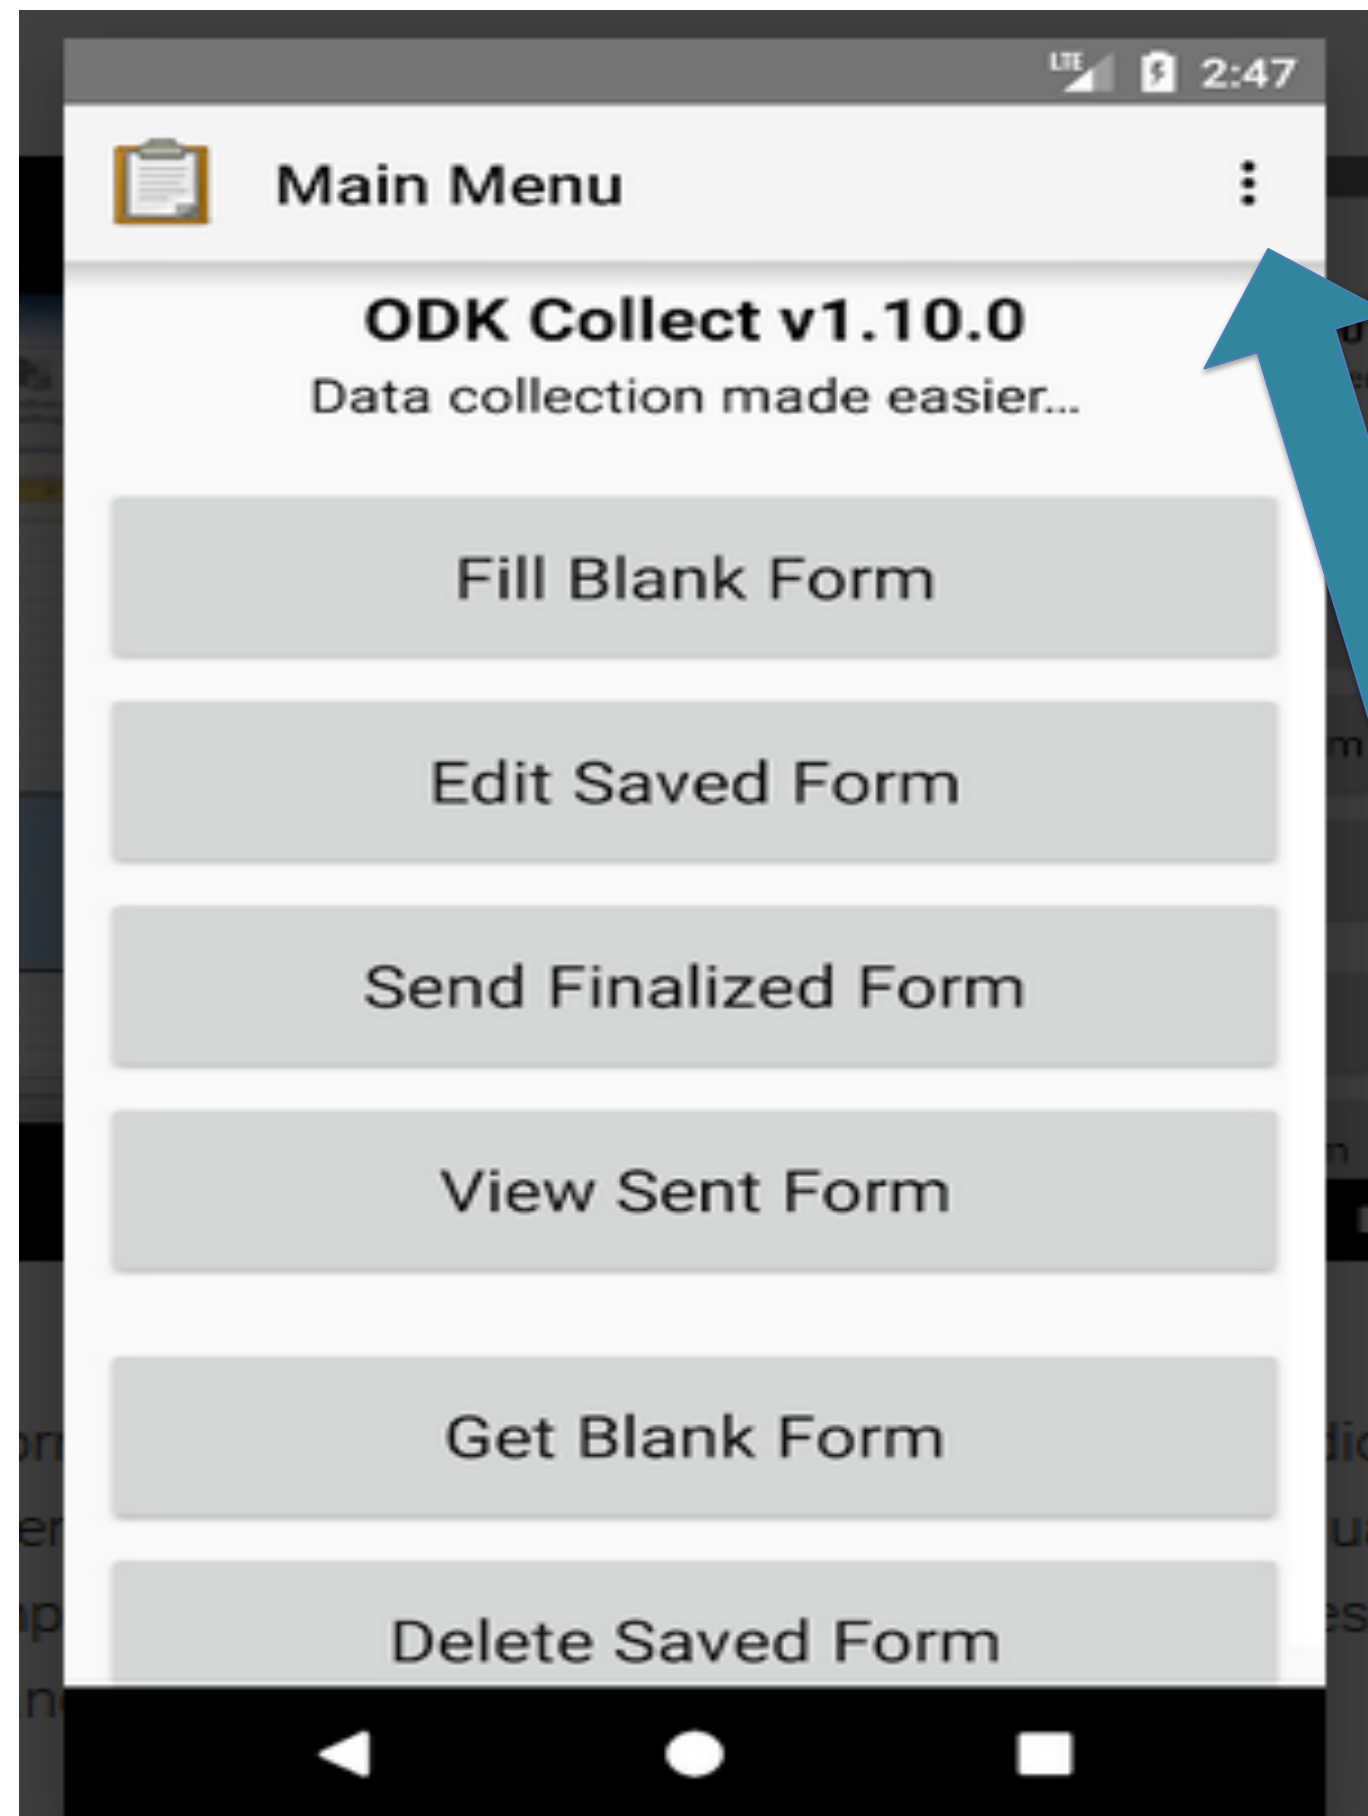 LTE 2:47
Main Menu
ODK Collect v1.10.0
Data collection made easier...
Fill Blank Form
Edit Saved Form
Send Finalized Form
View Sent Form
Get Blank Form
Delete Saved Form